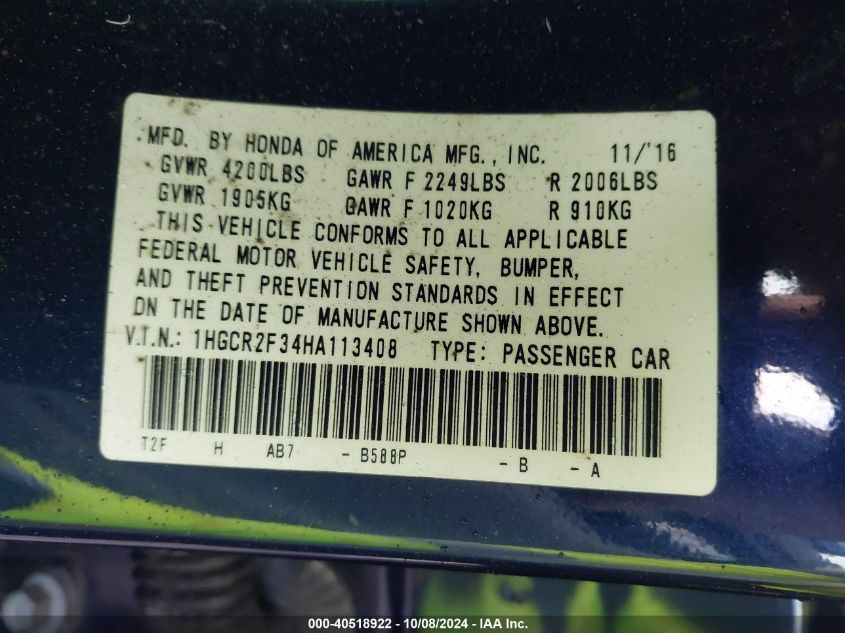 MFD. BY HONDA OF AMERICA MFG., INC. 11/'16
GVWR 4200LBS GAWR F 2249LBS R 2006LBS
GVWR 1905KG GAWR F 1020KG R 910KG
THIS VEHICLE CONFORMS TO ALL APPLICABLE
FEDERAL MOTOR VEHICLE SAFETY, BUMPER,
AND THEFT PREVENTION STANDARDS IN EFFECT
ON THE DATE OF MANUFACTURE SHOWN ABOVE.
V.I.N.: 1HGCR2F34HA113408 TYPE: PASSENGER CAR
T2F H AB7 - B588P - B - A
000-40518922 - 10/08/2024 - IAA Inc.